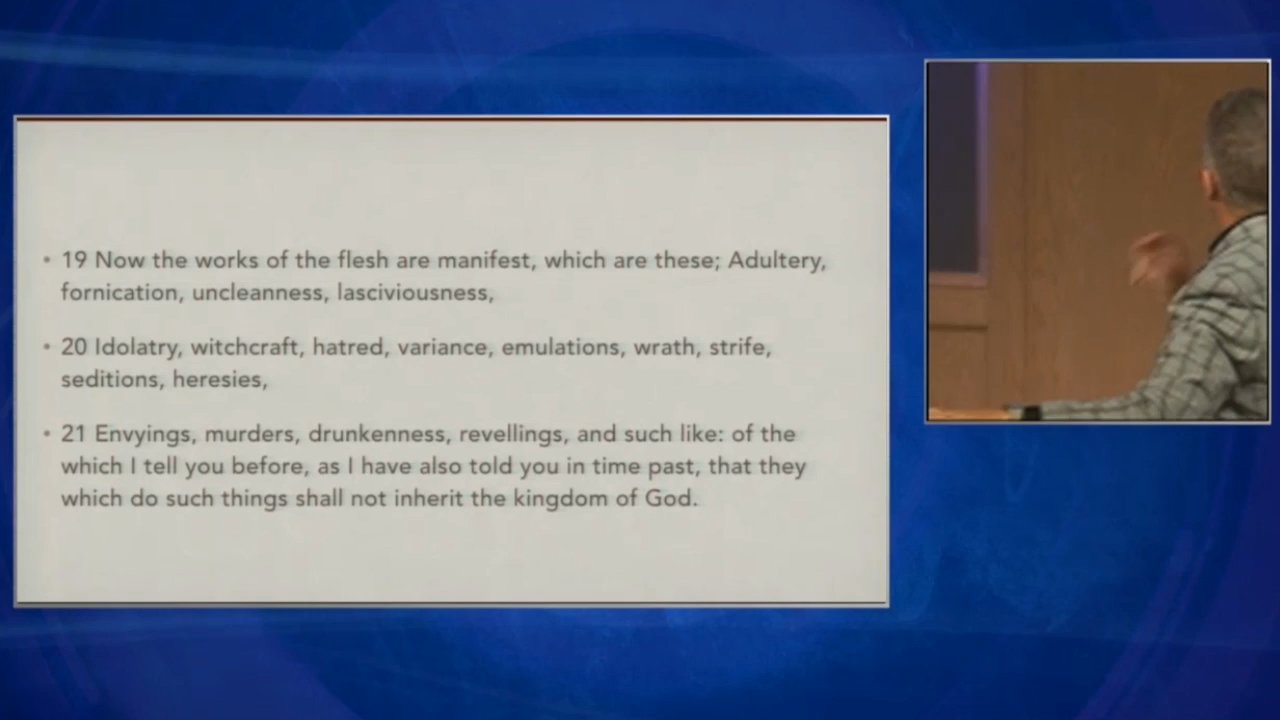 • 19 Now the works of the flesh are manifest, which are these; Adultery,
fornication, uncleanness, lasciviousness,
• 20 Idolatry, witchcraft, hatred, variance, emulations, wrath, strife,
seditions, heresies,
• 21 Envyings, murders, drunkenness, revellings, and such like: of the
which I tell you before, as I have also told you in time past, that they
which do such things shall not inherit the kingdom of God.